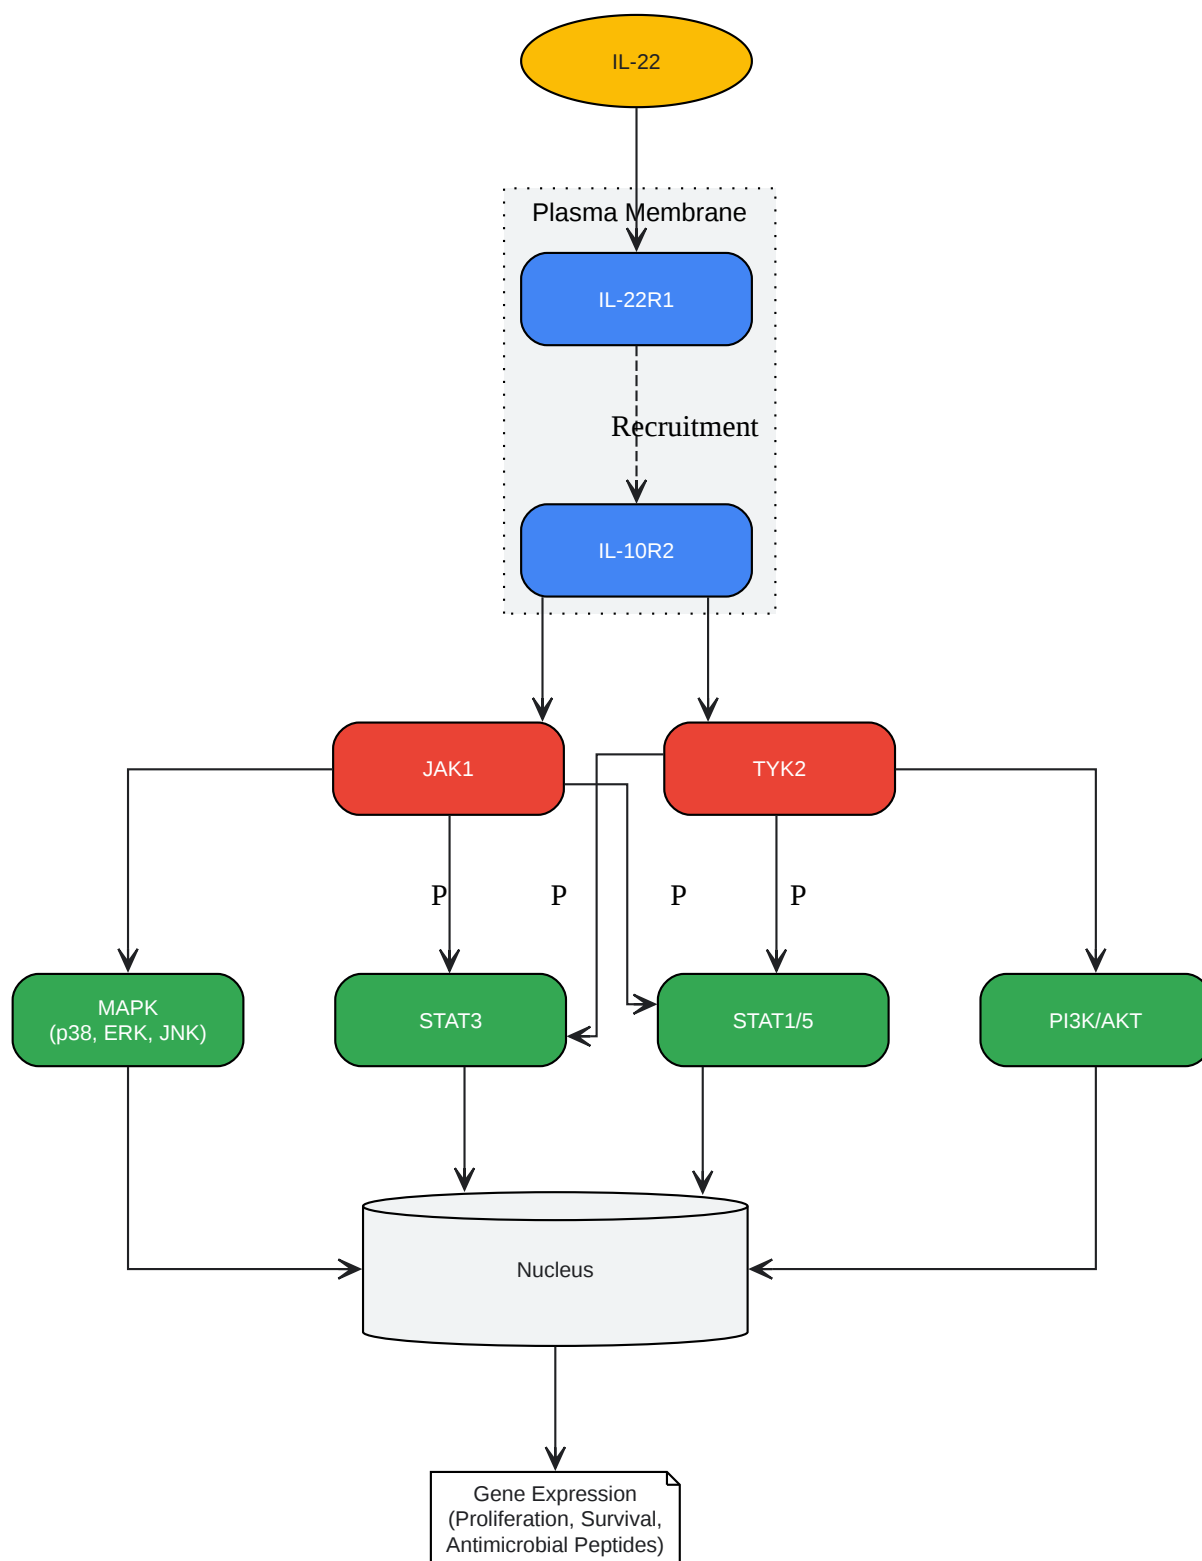 IL-22
Plasma Membrane
IL-22R1
Recruitment
IL-10R2
JAK1
TYK2
P
P
P
P
MAPK
(p38, ERK, JNK)
STAT3
STAT1/5
PI3K/AKT
Nucleus
Gene Expression
(Proliferation, Survival,
Antimicrobial Peptides)